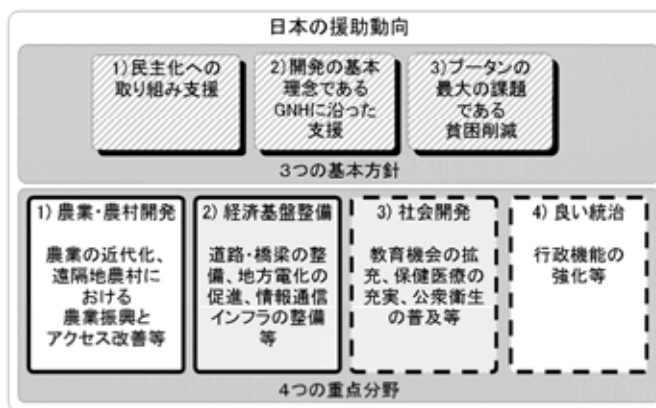 日本の援助動向
1) 民主化への
取り組み支援
2) 開発の基本
理念である
GNHに沿った
支援
3) ブータンの
最大の課題
である
貧困削減
3つの基本方針
1) 農業・農村開発
農業の近代化、
遠隔地農村に
おける
農業振興と
アクセス改善等
2) 経済基盤整備
道路・橋梁の整
備、地方電化の
促進、情報通信
インフラの整備
等
3) 社会開発
教育機会の拡
充、保健医療の
充実、公衆衛生
の普及等
4) 良い統治
行政機能の
強化等
4つの重点分野